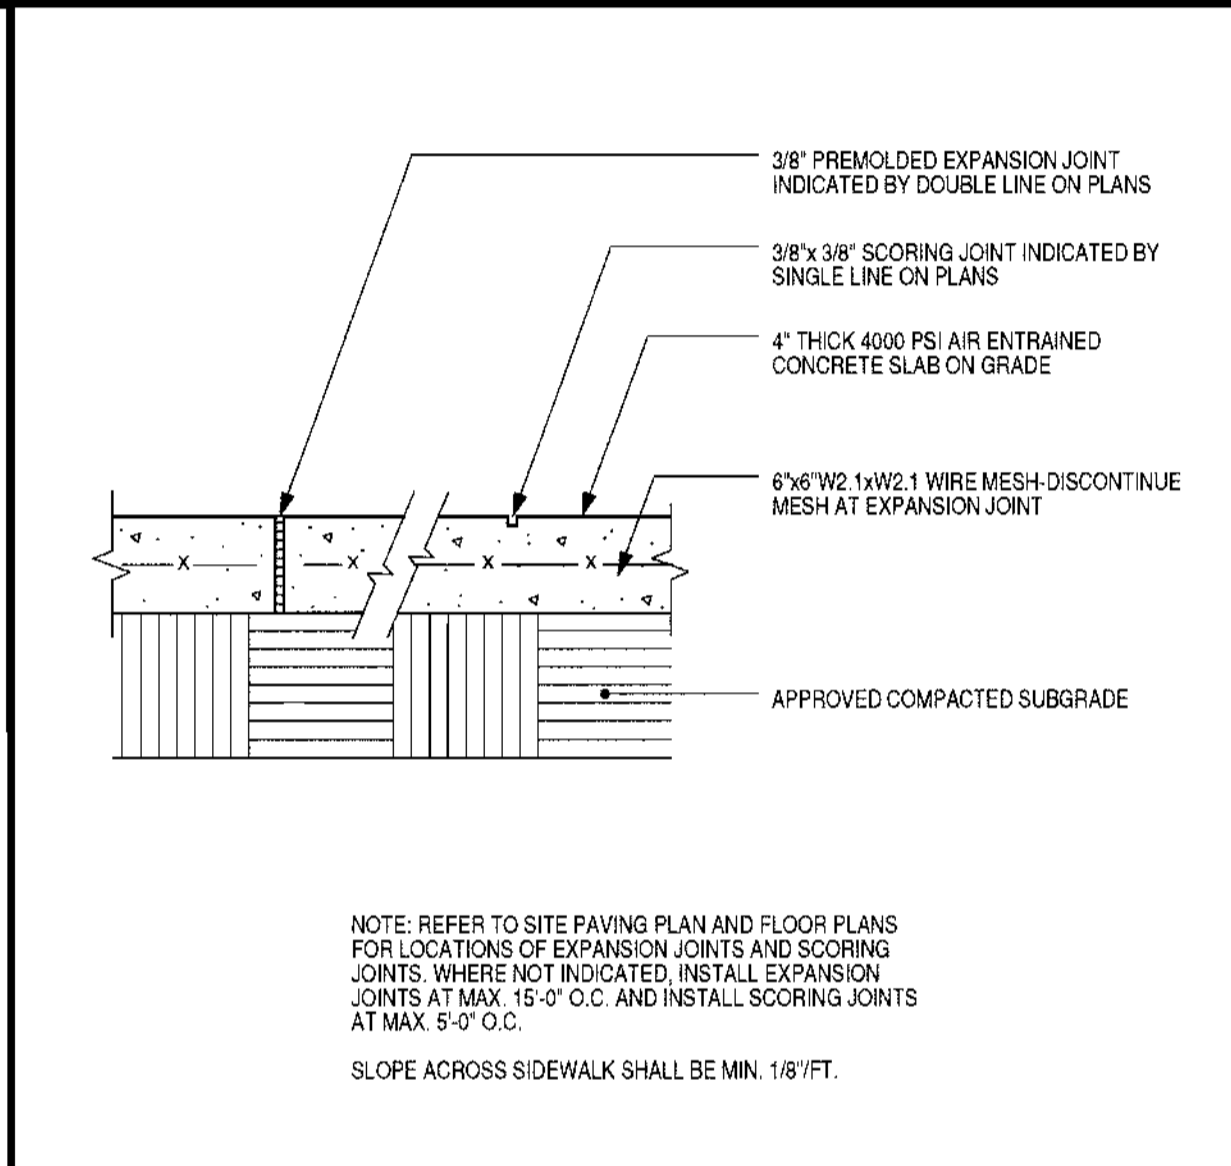 3/8" PREMOLDED EXPANSION JOINT
INDICATED BY DOUBLE LINE ON PLANS
3/8"x 3/8" SCORING JOINT INDICATED BY
SINGLE LINE ON PLANS
4" THICK 4000 PSI AIR ENTRAINED
CONCRETE SLAB ON GRADE
6"x6"W2.1xW2.1 WIRE MESH-DISCONTINUE
MESH AT EXPANSION JOINT
X X X X
APPROVED COMPACTED SUBGRADE
NOTE: REFER TO SITE PAVING PLAN AND FLOOR PLANS
FOR LOCATIONS OF EXPANSION JOINTS AND SCORING
JOINTS. WHERE NOT INDICATED, INSTALL EXPANSION
JOINTS AT MAX. 15'-0" O.C. AND INSTALL SCORING JOINTS
AT MAX. 5'-0" O.C.
SLOPE ACROSS SIDEWALK SHALL BE MIN. 1/8"/FT.